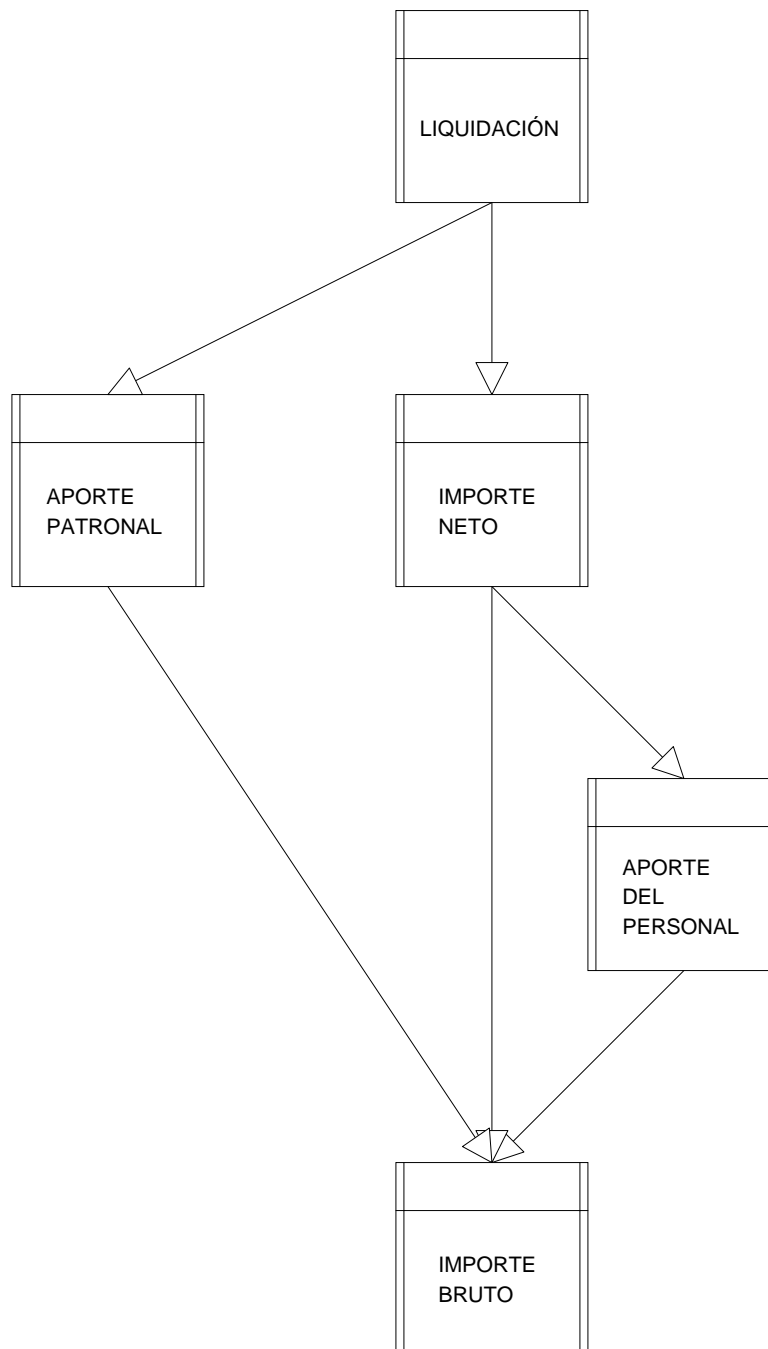 LIQUIDACIÓN
APORTE
PATRONAL
IMPORTE
NETO
APORTE
DEL
PERSONAL
IMPORTE
BRUTO